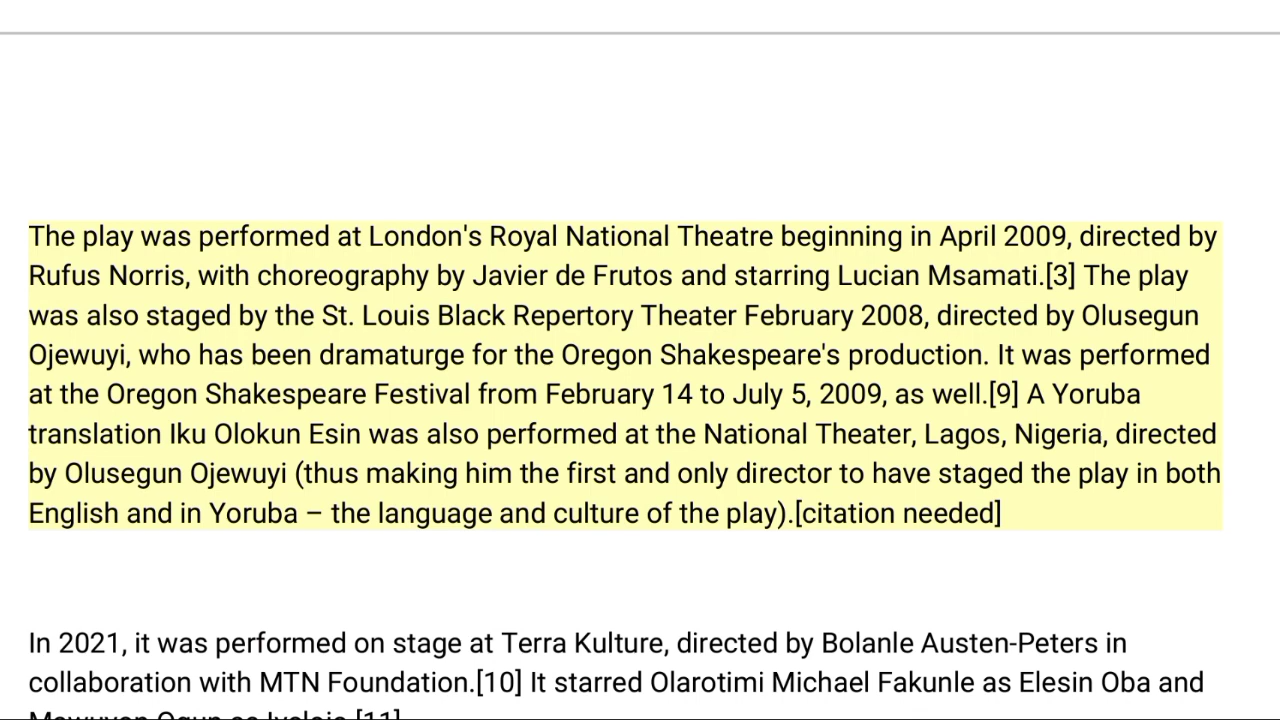 The play was performed at London's Royal National Theatre beginning in April 2009, directed by
Rufus Norris, with choreography by Javier de Frutos and starring Lucian Msamati.[3] The play
was also staged by the St. Louis Black Repertory Theater February 2008, directed by Olusegun
Ojewuyi, who has been dramaturge for the Oregon Shakespeare's production. It was performed
at the Oregon Shakespeare Festival from February 14 to July 5, 2009, as well.[9] A Yoruba
translation Iku Olokun Esin was also performed at the National Theater, Lagos, Nigeria, directed
by Olusegun Ojewuyi (thus making him the first and only director to have staged the play in both
English and in Yoruba – the language and culture of the play).[citation needed]
In 2021, it was performed on stage at Terra Kulture, directed by Bolanle Austen-Peters in
collaboration with MTN Foundation.[10] It starred Olarotimi Michael Fakunle as Elesin Oba and
as [11]